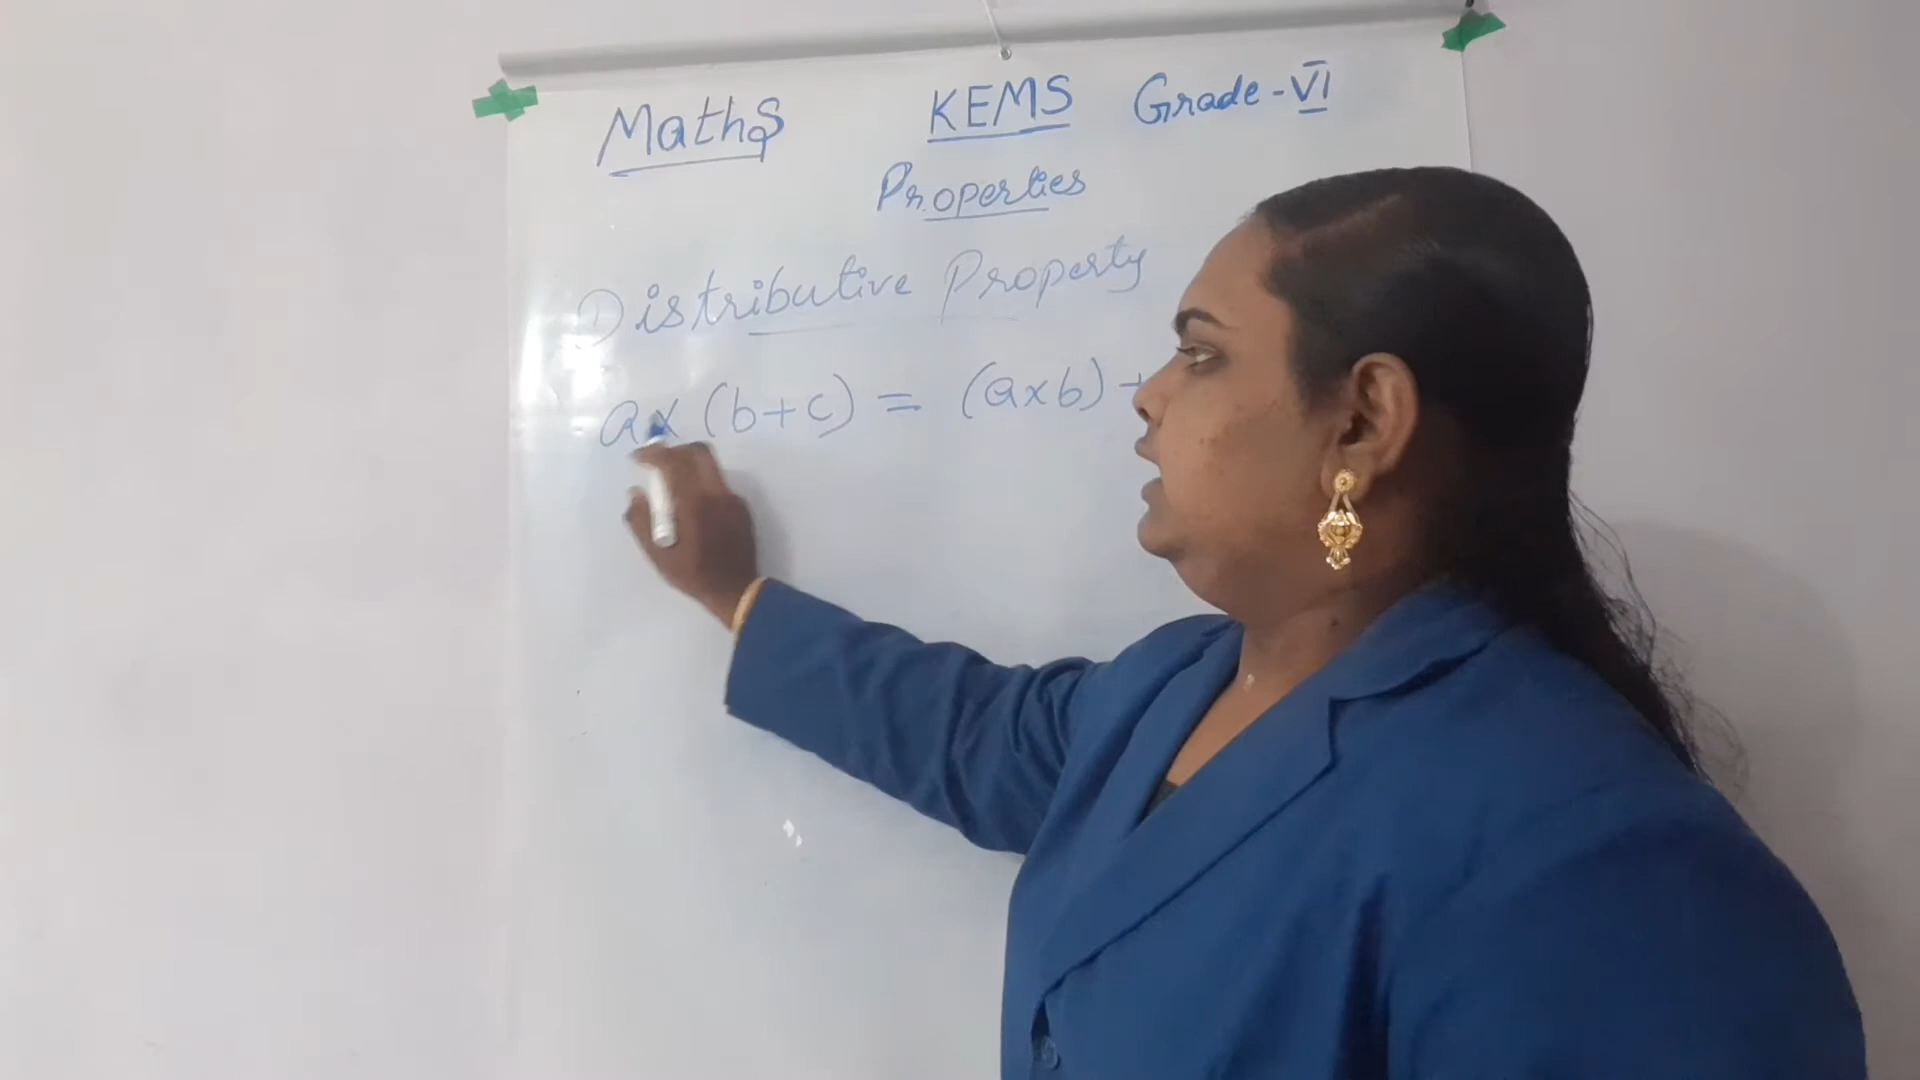 Maths KEMS Grade - VI
Properties
Distributive Property
a x (b + c) = (a x b) +